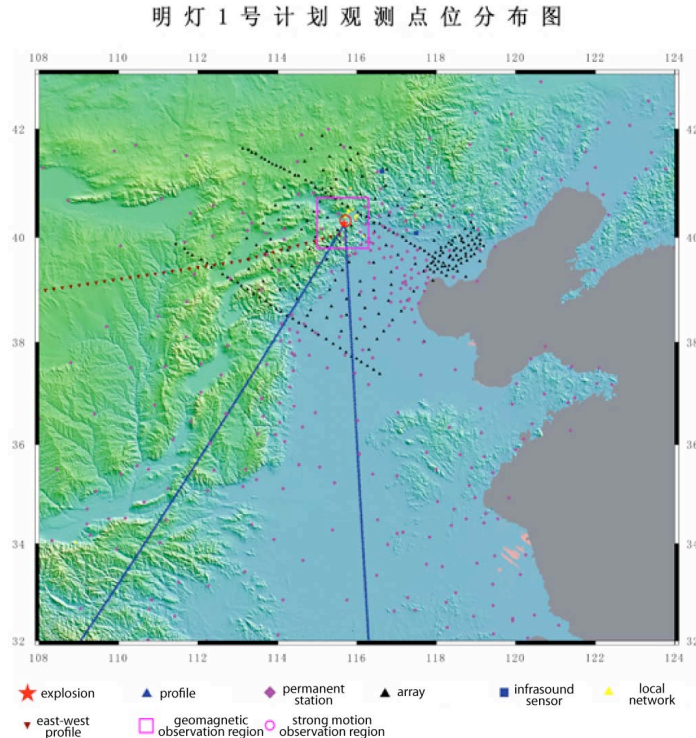 明灯1号计划观测点位分布图
108 110 112 114 116 118 120 122 124
42 42
40 40
38 38
36 36
34 34
32 32
108 110 112 114 116 118 120 122 124
explosion profile permanent station array infrasound sensor local network
east-west profile geomagnetic observation region strong motion observation region